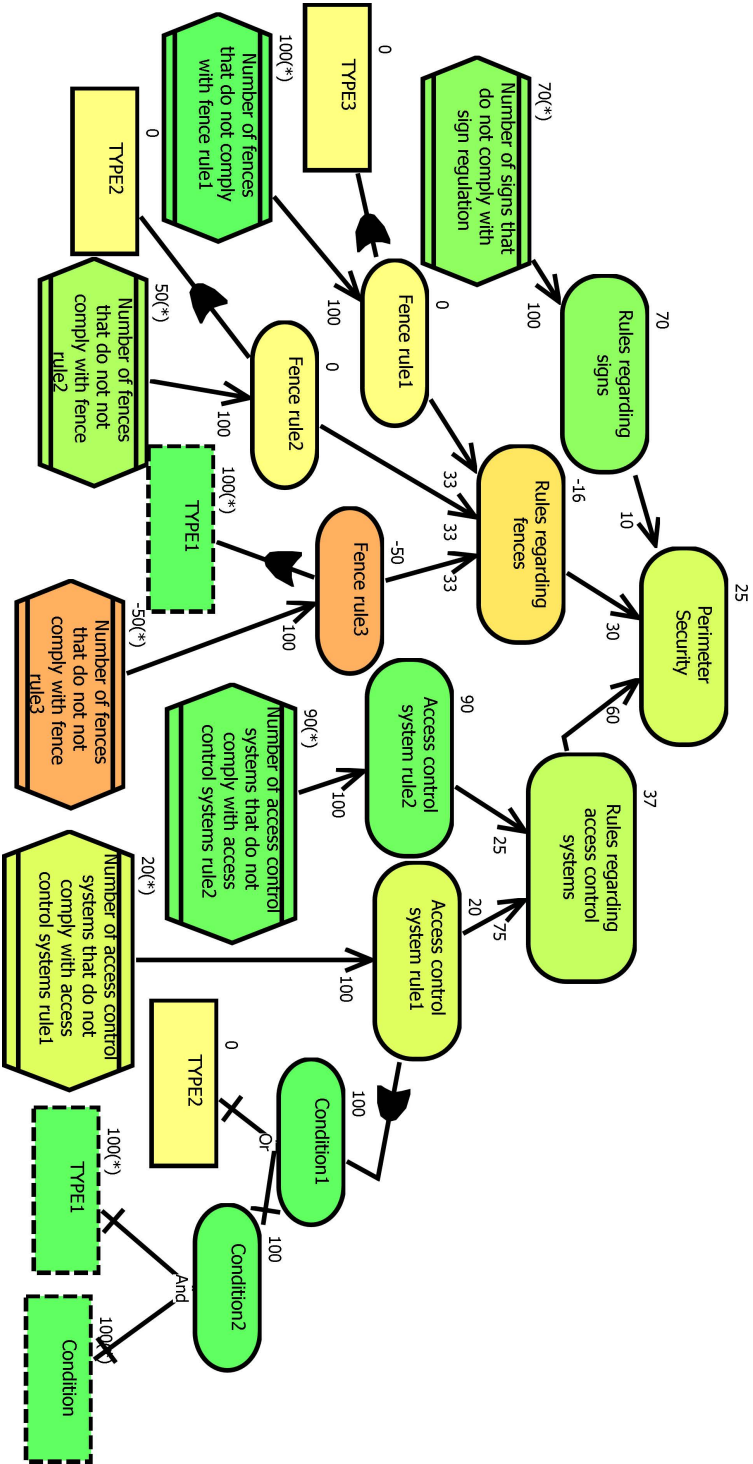 25
Perimeter
Security
70
Rules regarding
signs
10
-16
Rules regarding
fences
30
37
Rules regarding
access control
systems
60
70(*)
Number of signs that
do not comply with
sign regulation
100
0
Fence rule1
33
0
Fence rule2
33
-50
Fence rule3
33
90
Access control
system rule2
25
20
Access control
system rule1
75
0
TYPE3
100(*)
Number of fences
that do not comply
with fence rule1
100
0
TYPE2
50(*)
Number of fences
that do not not
comply with fence
rule2
100
100(*)
TYPE1
-50(*)
Number of fences
that do not not
comply with fence
rule3
100
90(*)
Number of access control
systems that do not
comply with access
control systems rule2
100
20(*)
Number of access control
systems that do not
comply with access
control systems rule1
100
100
Condition1
Or
0
TYPE2
100
Condition2
And
100(*)
TYPE1
100(*)
Condition